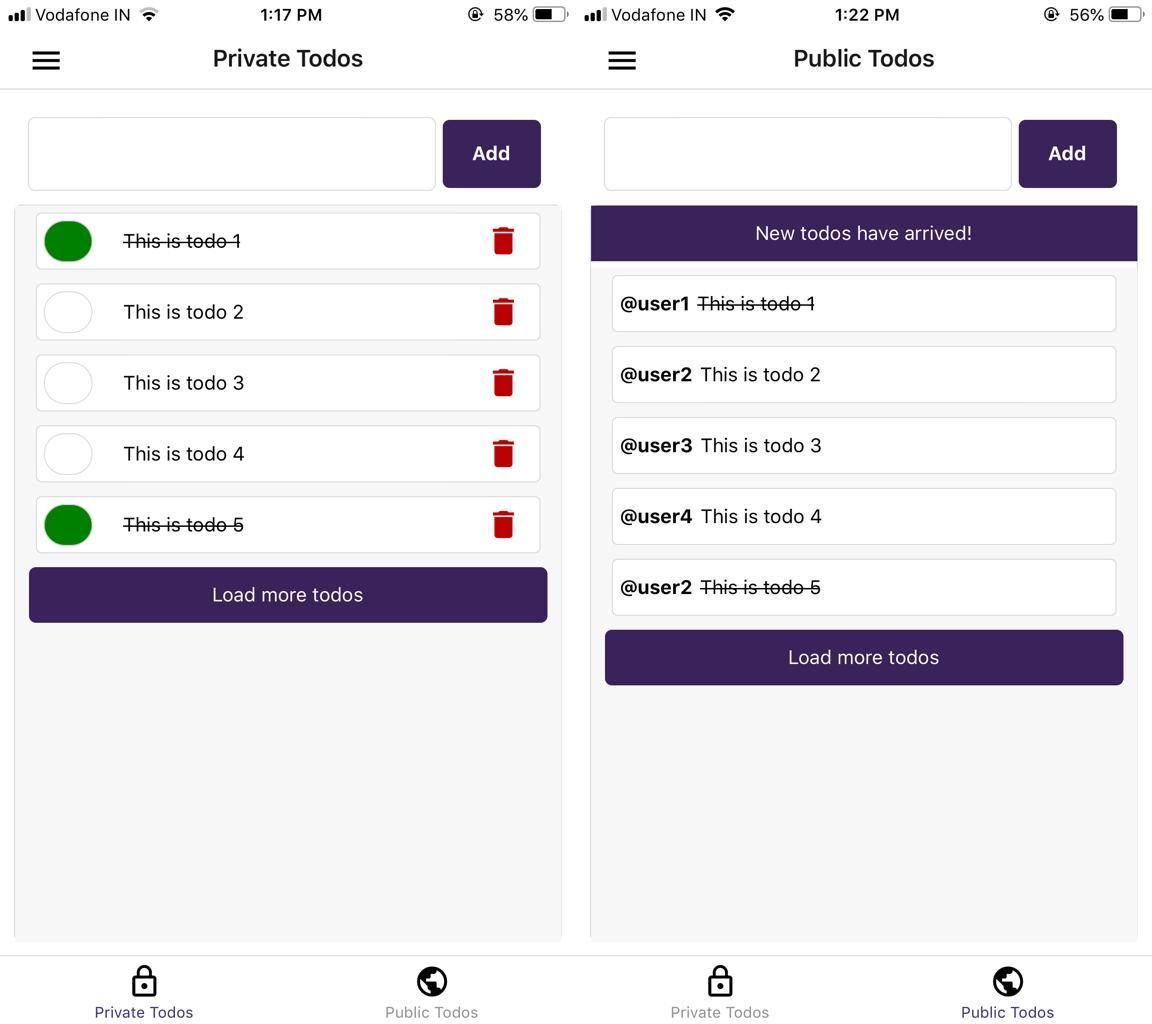 Vodafone IN 1:17 PM 58%
Private Todos
Add
This is todo 1
This is todo 2
This is todo 3
This is todo 4
This is todo 5
Load more todos
Private Todos Public Todos
Vodafone IN 1:22 PM 56%
Public Todos
Add
New todos have arrived!
@user1 This is todo 1
@user2 This is todo 2
@user3 This is todo 3
@user4 This is todo 4
@user2 This is todo 5
Load more todos
Private Todos Public Todos